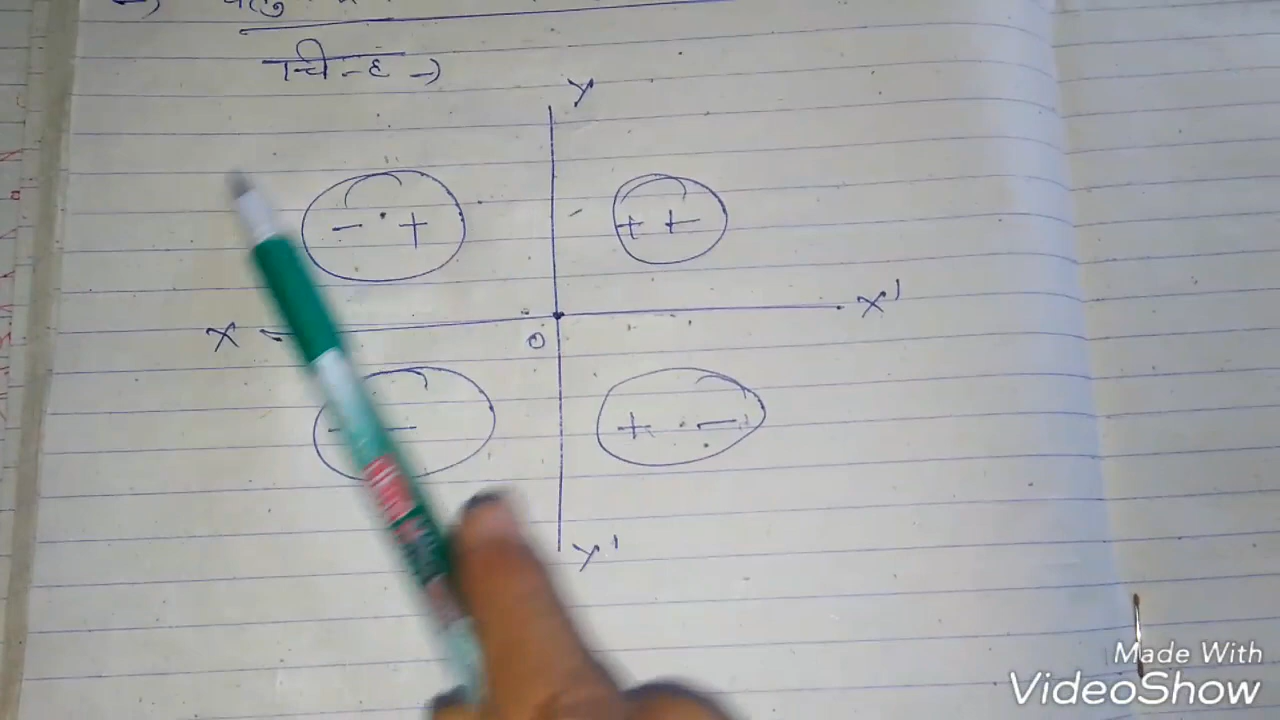 चिन्ह →
Y
- +
+ +
X
X'
O
- -
+ -
Y'
Made With
VideoShow